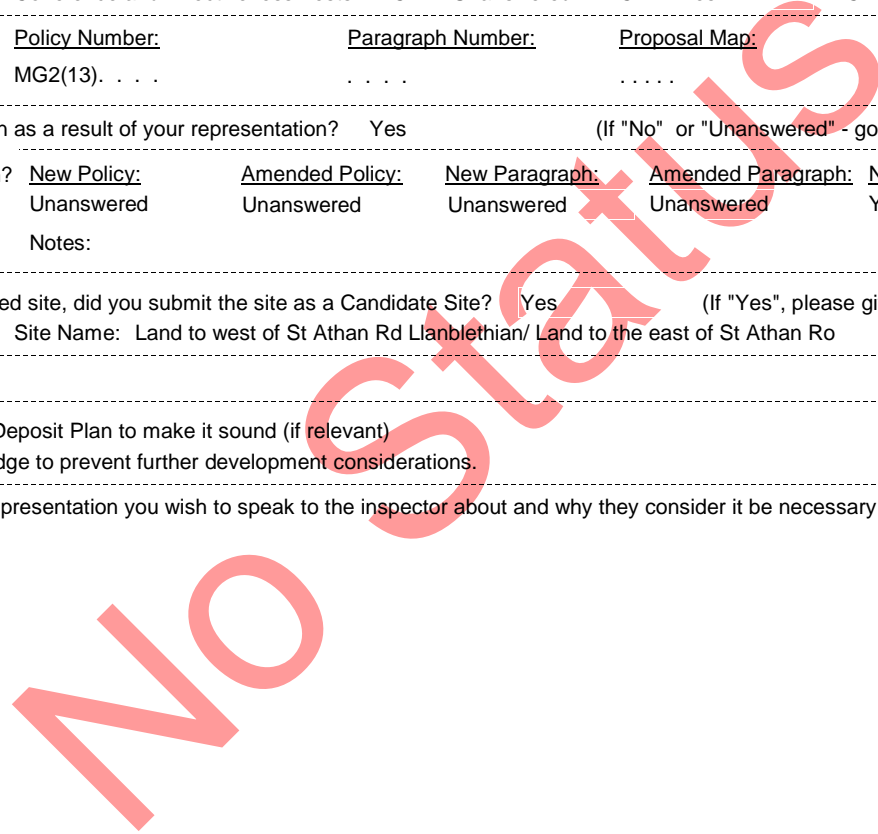 Policy Number: Paragraph Number: Proposal Map:
MG2(13). . . . . . . . . . . . .
as a result of your representation? Yes (If "No" or "Unanswered" - go
? New Policy: Amended Policy: New Paragraph: Amended Paragraph: N
Unanswered Unanswered Unanswered Unanswered Y
Notes:
ed site, did you submit the site as a Candidate Site? Yes (If "Yes", please gi
Site Name: Land to west of St Athan Rd Llanblethian/ Land to the east of St Athan Ro
Deposit Plan to make it sound (if relevant)
dge to prevent further development considerations.
presentation you wish to speak to the inspector about and why they consider it be necessary
No Status